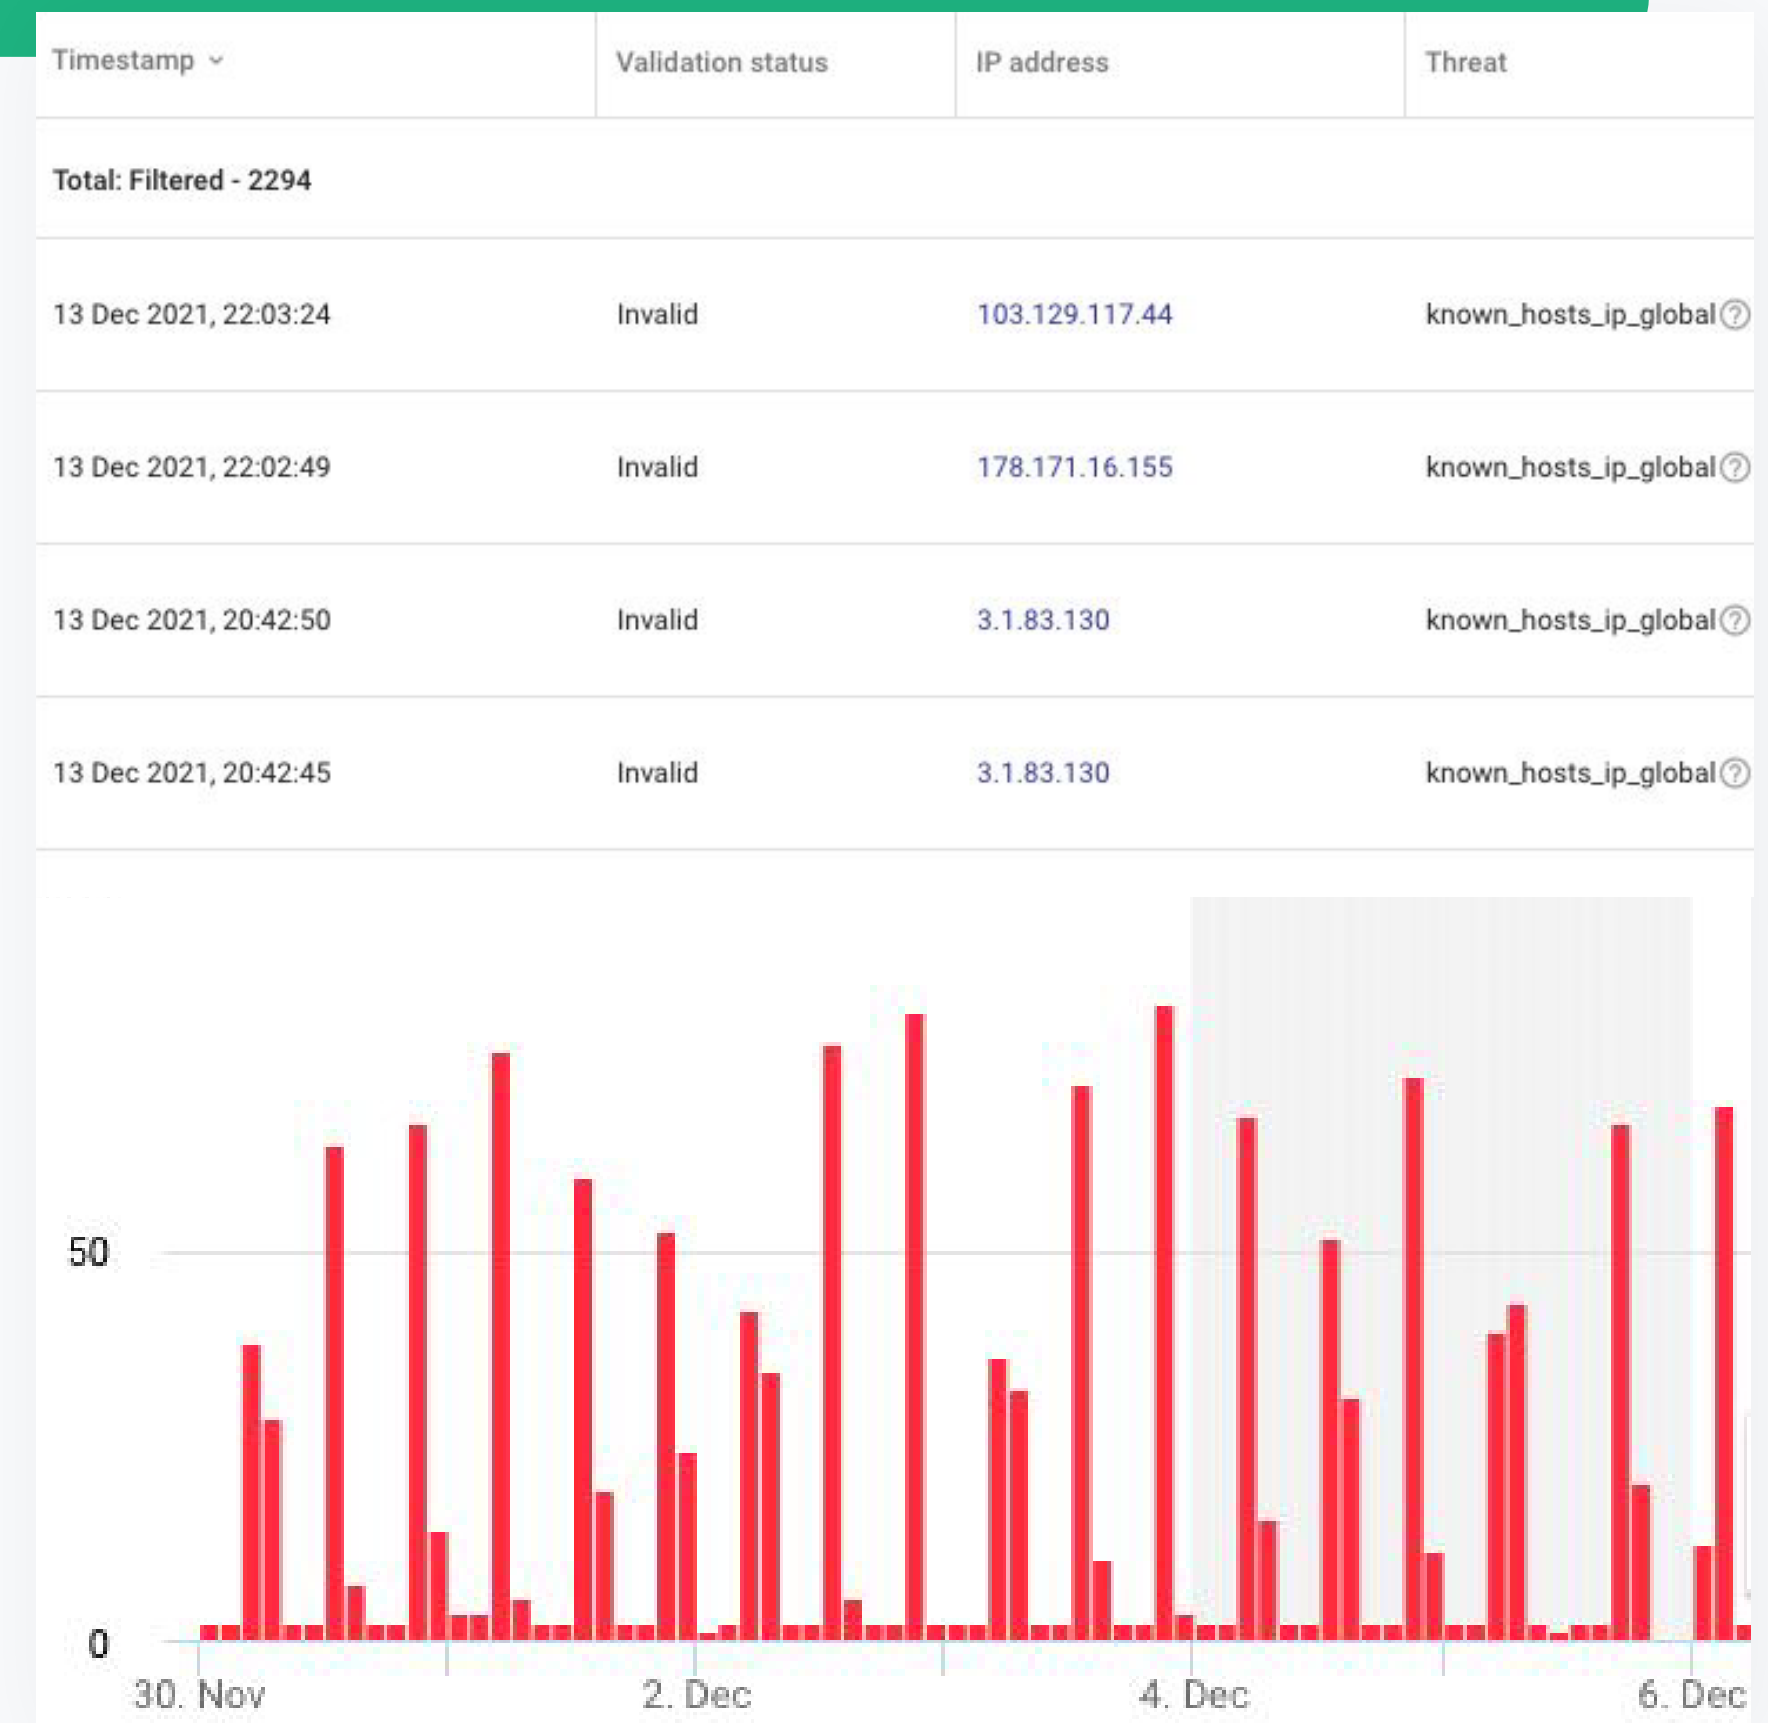 Timestamp Validation status IP address Threat
Total: Filtered - 2294
13 Dec 2021, 22:03:24 Invalid 103.129.117.44 known_hosts_ip_global
13 Dec 2021, 22:02:49 Invalid 178.171.16.155 known_hosts_ip_global
13 Dec 2021, 20:42:50 Invalid 3.1.83.130 known_hosts_ip_global
13 Dec 2021, 20:42:45 Invalid 3.1.83.130 known_hosts_ip_global
50
0
30. Nov 2. Dec 4. Dec 6. Dec